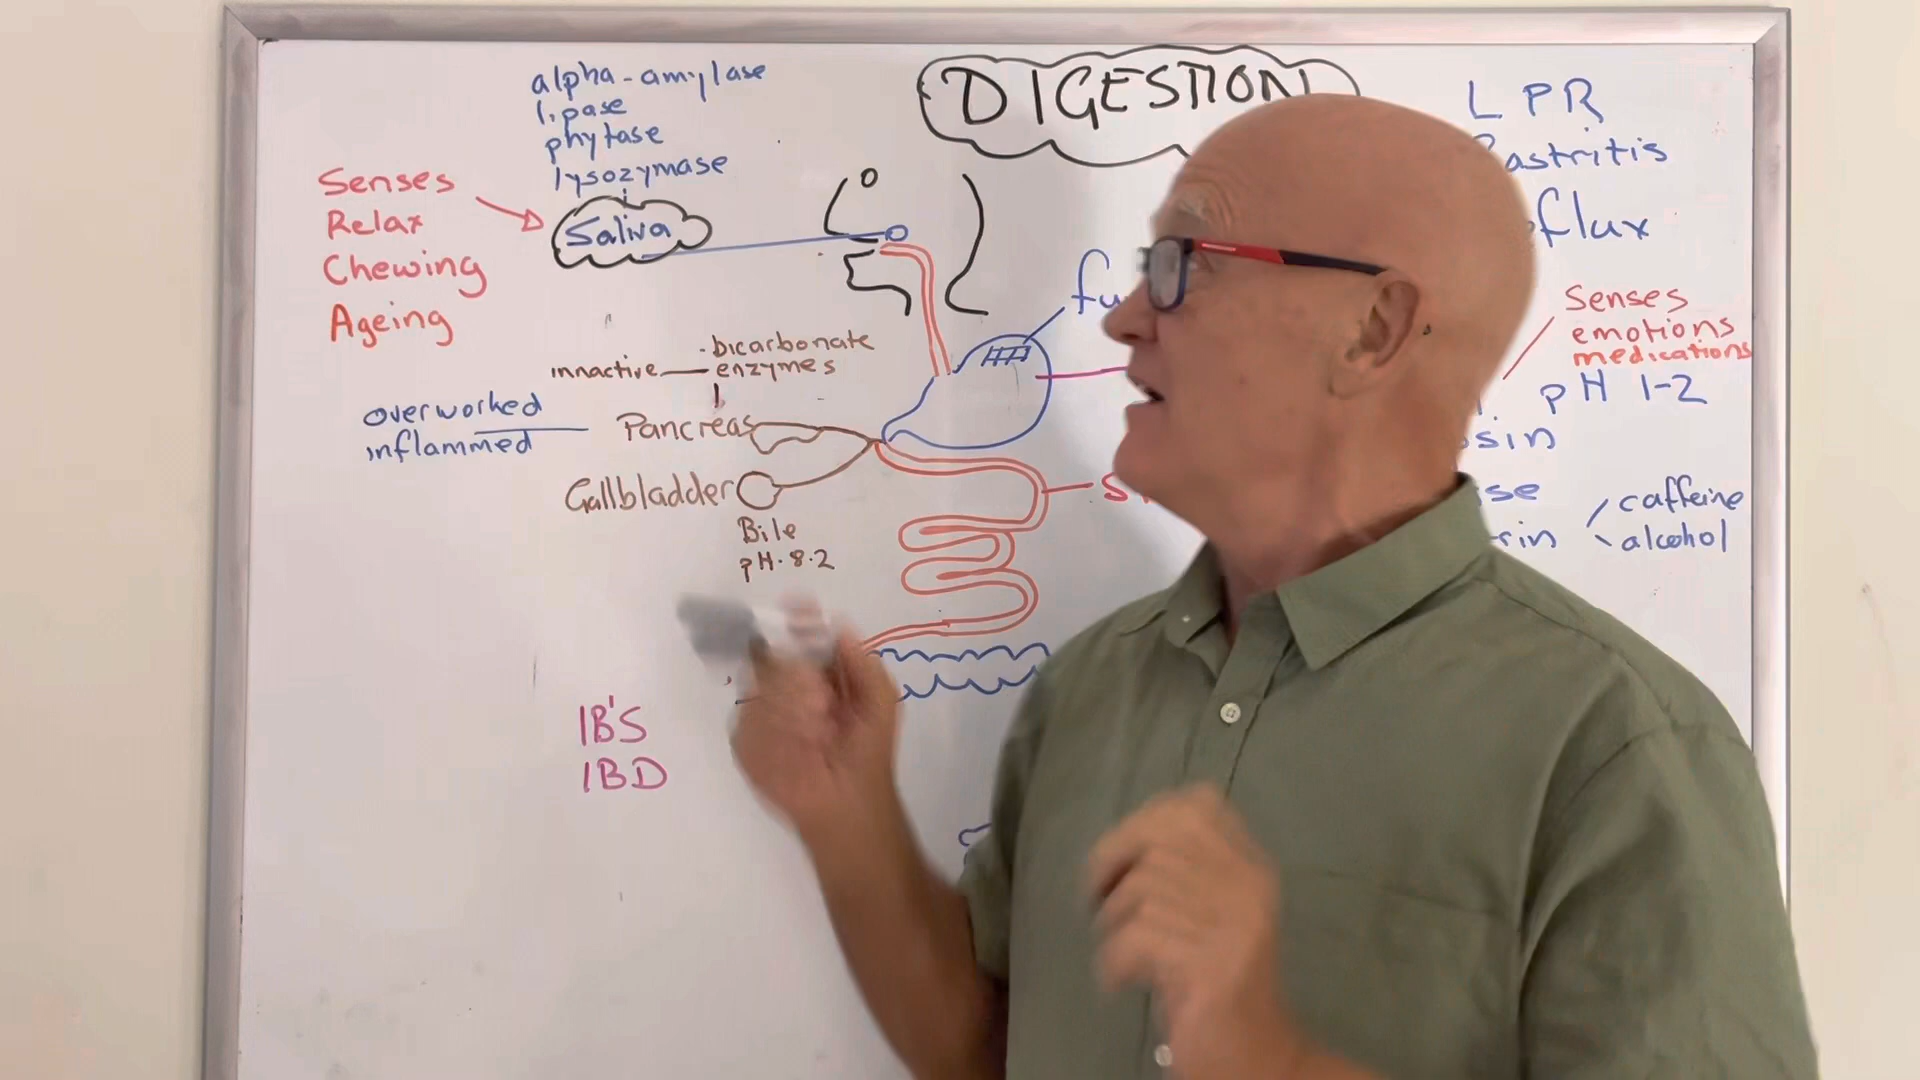 DIGESTION
alpha-amylase
lipase
phytase
lysozymase
Saliva
Senses
Relax
Chewing
Ageing
innactive
-bicarbonate
enzymes
overworked
inflammed
Pancreas
Gallbladder
Bile
pH.8.2
IB'S
IBD
LPR
Senses
emotions
medications
pH 1-2
caffeine
alcohol